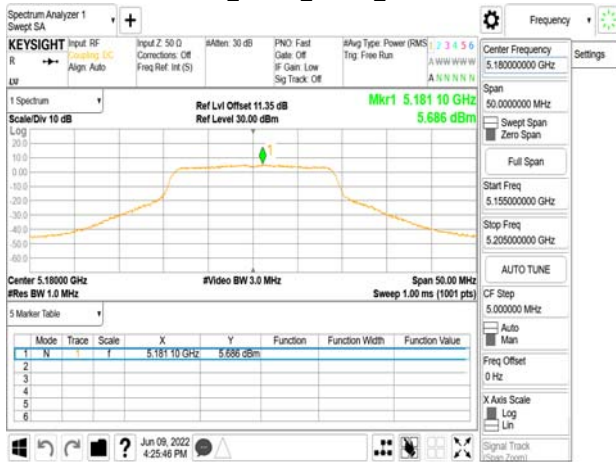 Spectrum Analyzer 1
Swept SA
+
Frequency
KEYSIGHT
Input: RF
Coupling: DC
Align: Auto
Input Z: 50 Ω
Corrections: Off
Freq Ref: Int (S)
#Atten: 30 dB
PNO: Fast
Gate: Off
IF Gain: Low
Sig Track: Off
#Avg Type: Power (RMS
Trig: Free Run
1 2 3 4 5 6
A W W W W W
A N N N N N
R
LXI
1 Spectrum
Scale/Div 10 dB
Ref Lvl Offset 11.35 dB
Ref Level 30.00 dBm
Mkr1 5.181 10 GHz
5.686 dBm
Log
20.0
10.0
0.00
-10.0
-20.0
-30.0
-40.0
-50.0
-60.0
1
Center 5.18000 GHz
#Res BW 1.0 MHz
#Video BW 3.0 MHz
Span 50.00 MHz
Sweep 1.00 ms (1001 pts)
5 Marker Table
Mode Trace Scale X Y Function Function Width Function Value
1 N 1 f 5.181 10 GHz 5.686 dBm
2
3
4
5
6
Jun 09, 2022
4:25:46 PM
?
Center Frequency
5.180000000 GHz
Settings
Span
50.0000000 MHz
Swept Span
Zero Span
Full Span
Start Freq
5.155000000 GHz
Stop Freq
5.205000000 GHz
AUTO TUNE
CF Step
5.000000 MHz
Auto
Man
Freq Offset
0 Hz
X Axis Scale
Log
Lin
Signal Track
(Span Zoom)